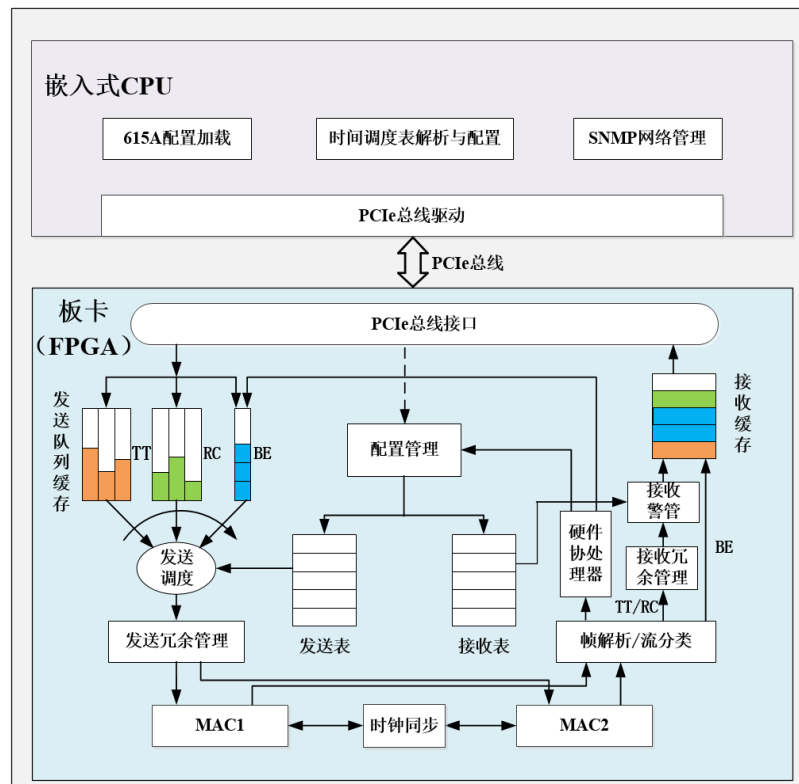 嵌入式CPU
615A配置加载
时间调度表解析与配置
SNMP网络管理
PCIe总线驱动
PCIe总线
板卡
（FPGA）
PCIe总线接口
发送队列缓存
TT
RC
BE
配置管理
接收缓存
接收
警管
硬件
协处
理器
接收冗
余管理
BE
TT/RC
发送
调度
发送表
接收表
发送冗余管理
帧解析/流分类
MAC1
时钟同步
MAC2